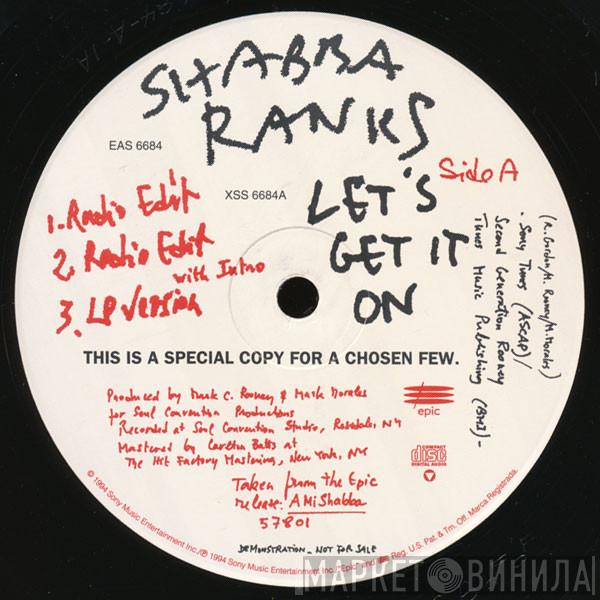 SHABBA
RANKS
EAS 6684
XSS 6684A
Side A
LET'S
GET IT
ON
1. Radio Edit
2. Radio Edit
with Intro
3. LP Version
(R. Gordon/M. Rooney/M. Morales)
- Sony Tunes (ASCAP)/
Second Generation Rooney
Tunes Music Publishing (BMI)-
THIS IS A SPECIAL COPY FOR A CHOSEN FEW.
Produced by Mark C. Rooney & Mark Morales
for Soul Convention Productions
Recorded at Soul Convention Studio, Rosedale, NY
Mastered by Carlton Batts at
The Hit Factory Mastering, New York, NY
Taken from the Epic
release: A Mi Shabba
57801
epic
COMPACT
disc
DIGITAL AUDIO
DEMONSTRATION - NOT FOR SALE
© 1994 Sony Music Entertainment Inc./℗ 1994 Sony Music Entertainment Inc./"Epic" and Reg. U.S. Pat. & Tm. Off. Marca Registrada.
МАРКЕТ ВИНИЛА